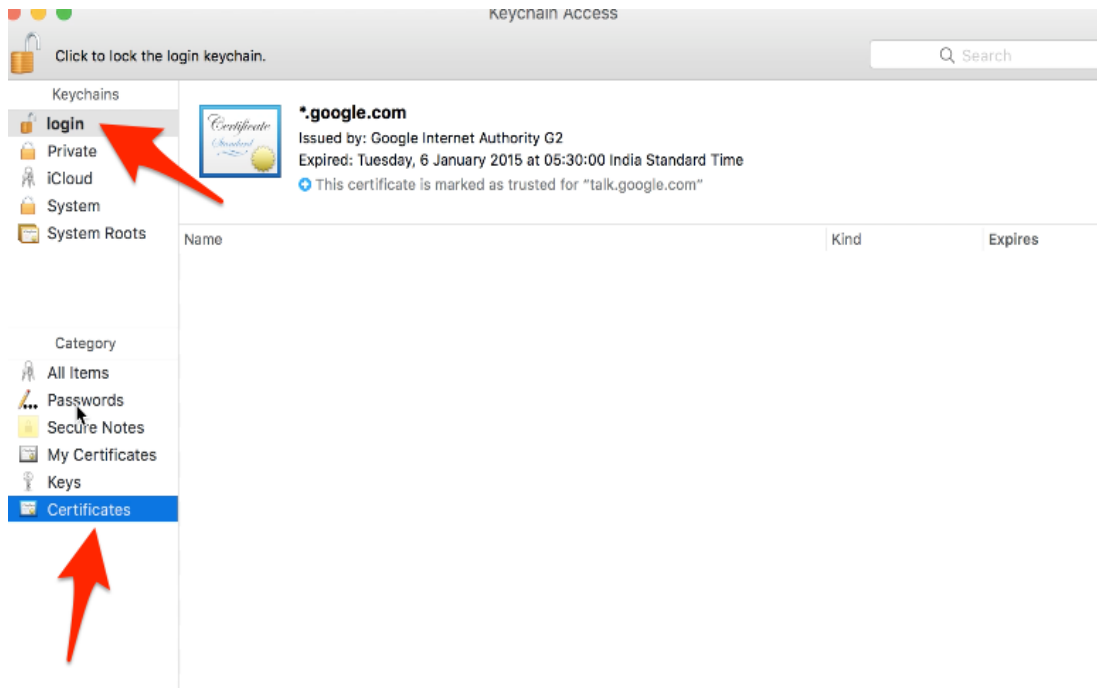 Keychain Access
Click to lock the login keychain.
Search
Keychains
login
Private
iCloud
System
System Roots
Certificate
Standard
*.google.com
Issued by: Google Internet Authority G2
Expired: Tuesday, 6 January 2015 at 05:30:00 India Standard Time
This certificate is marked as trusted for “talk.google.com”
Name Kind Expires
Category
All Items
Passwords
Secure Notes
My Certificates
Keys
Certificates